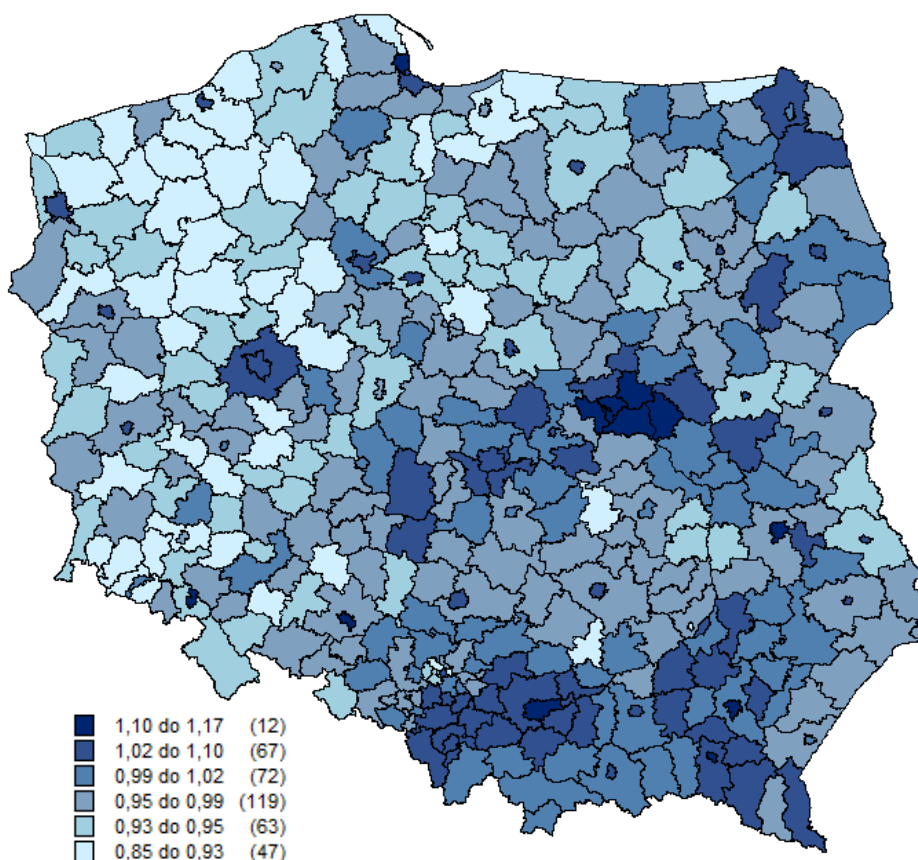 1,10 do 1,17 (12)
1,02 do 1,10 (67)
0,99 do 1,02 (72)
0,95 do 0,99 (119)
0,93 do 0,95 (63)
0,85 do 0,93 (47)